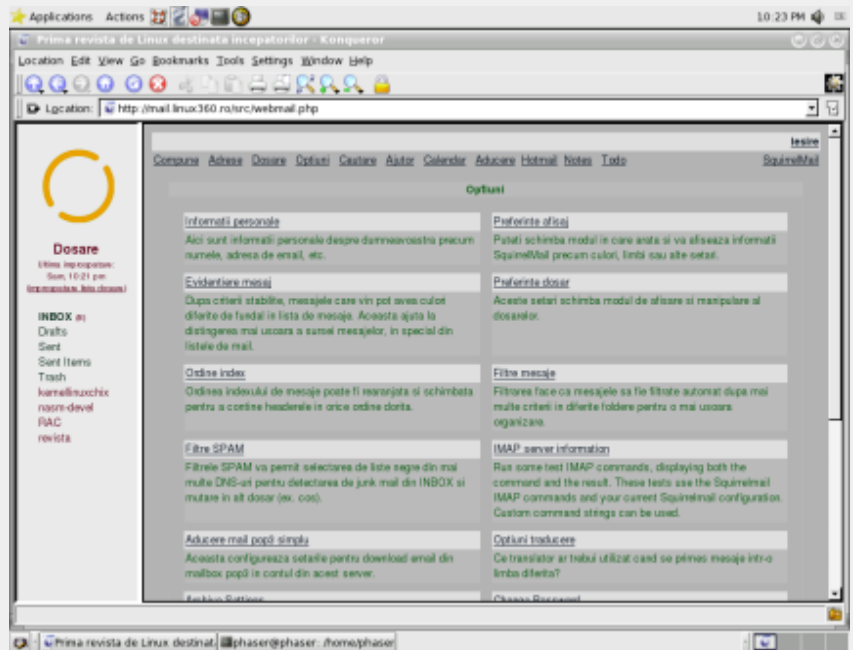 Applications Actions
10:23 PM
Prima revista de Linux destinata incepatorilor - Konqueror
Location Edit View Go Bookmarks Tools Settings Window Help
Location: http://mail.linux360.ro/src/webmail.php
Iesire
Compune Adrese Dosare Optiuni Cautare Ajutor Calendar Aducere Hotmail Notes Todo
SquirrelMail
Optiuni
Dosare
Ultima improspatare:
Sam, 10:21 pm
(improspatare lista dosare)
INBOX
Drafts
Sent
Sent Items
Trash
kernellinuxchix
nasm-devel
RAC
revista
Informatii personale
Aici sunt informatii personale despre dumneavoastra precum
numele, adresa de email, etc.
Preferinte afisaj
Puteti schimba modul in care arata si va afiseaza informatii
SquirrelMail precum culori, limbi sau alte setari.
Evidentiere mesaj
Dupa criterii stabilite, mesajele care vin pot avea culori
diferite de fundal in lista de mesaje. Aceasta ajuta la
distingerea mai usoara a sursei mesajelor, in special din
listele de mail.
Preferinte dosar
Aceste setari schimba modul de afisare si manipulare al
dosarelor.
Ordine index
Ordinea indexului de mesaje poate fi rearanjata si schimbata
pentru a contine headerele in orice ordine dorita.
Filtre mesaje
Filtrarea face ca mesajele sa fie filtrate automat dupa mai
multe criterii in diferite foldere pentru o mai usoara
organizare.
Filtre SPAM
Filtrele SPAM va permit selectarea de liste negre din mai
multe DNS-uri pentru detectarea de junk mail din INBOX si
mutare in alt dosar (ex. cos).
IMAP server information
Run some test IMAP commands, displaying both the
command and the result. These tests use the Squirrelmail
IMAP commands and your current Squirrelmail configuration.
Custom command strings can be used.
Aducere mail pop3 simplu
Aceasta configureaza setarile pentru download email din
mailbox pop3 in contul din acest server.
Optiuni traducere
Ce translator ar trebui utilizat cand se primes mesaje intr-o
limba diferita?
Archive Settings
Change Password
Prima revista de Linux destinat
phaser@phaser: /home/phaser